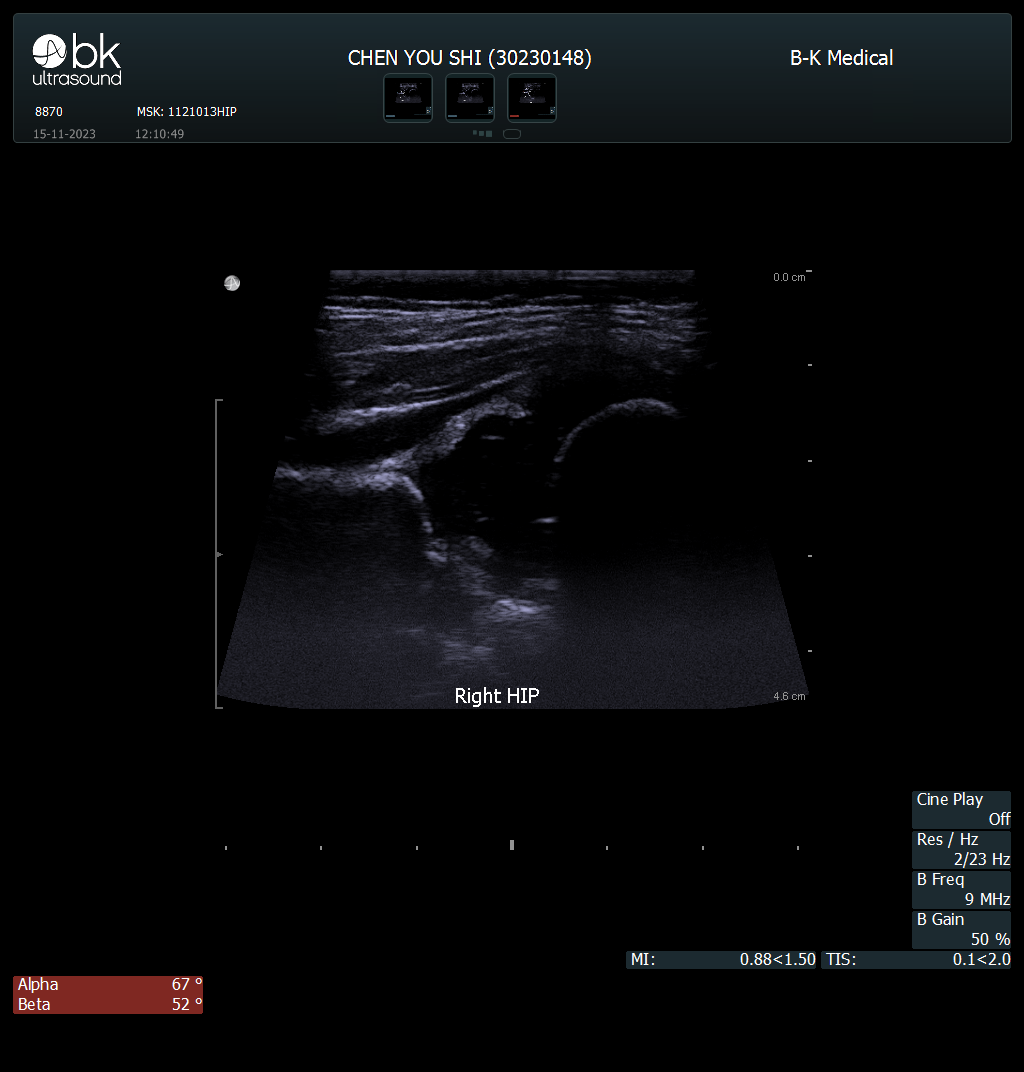 bk
ultrasound
CHEN YOU SHI (30230148)
B-K Medical
8870
MSK: 1121013HIP
15-11-2023
12:10:49
0.0 cm
4.6 cm
Right HIP
Cine Play
Off
Res / Hz
2/23 Hz
B Freq
9 MHz
B Gain
50 %
MI: 0.88<1.50
TIS: 0.1<2.0
Alpha 67 °
Beta 52 °